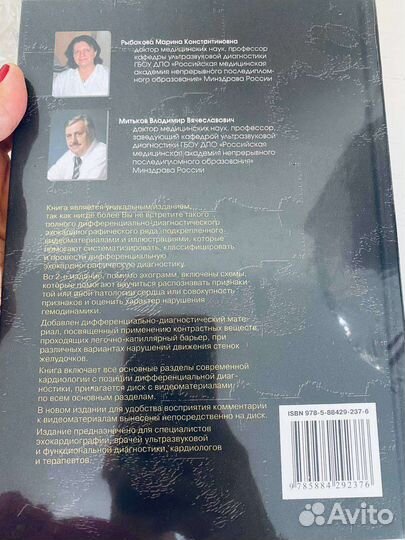 Рыбакова Марина Константиновна
доктор медицинских наук, профессор
кафедры ультразвуковой диагностики
ГБОУ ДПО «Российская медицинская
академия непрерывного последиплом-
ного образования» Минздрава России
Митьков Владимир Вячеславович
доктор медицинских наук, профессор,
заведующий кафедрой ультразвуковой
диагностики ГБОУ ДПО «Российская
медицинская академия непрерывного
последипломного образования»
Минздрава России
Книга является уникальным изданием,
так как нигде более Вы не встретите такого
полного дифференциально-диагностического
эхокардиографического ряда, подкрепленного
видеоматериалами и иллюстрациями, которые
помогают систематизировать, классифицировать
и провести дифференциальную
эхокардиографическую диагностику.
Во 2-е издание, помимо эхограмм, включены схемы,
которые помогают научиться распознавать признаки
той или иной патологии сердца или совокупность
признаков и оценить характер нарушения
гемодинамики.
Добавлен дифференциально-диагностический мате-
риал, посвященный применению контрастных веществ,
проходящих легочно-капиллярный барьер, при
различных вариантах нарушений движения стенок
желудочков.
Книга включает все основные разделы современной
кардиологии с позиции дифференциальной диаг-
ностики, прилагается диск с видеоматериалами
по всем основным разделам.
В новом издании для удобства восприятия комментарии
к видеоматериалам вынесены непосредственно на диск.
Издание предназначено для специалистов
эхокардиографии, врачей ультразвуковой
и функциональной диагностики, кардиологов
и терапевтов.
ISBN 978-5-88429-237-6
9 785884 292376
Avito